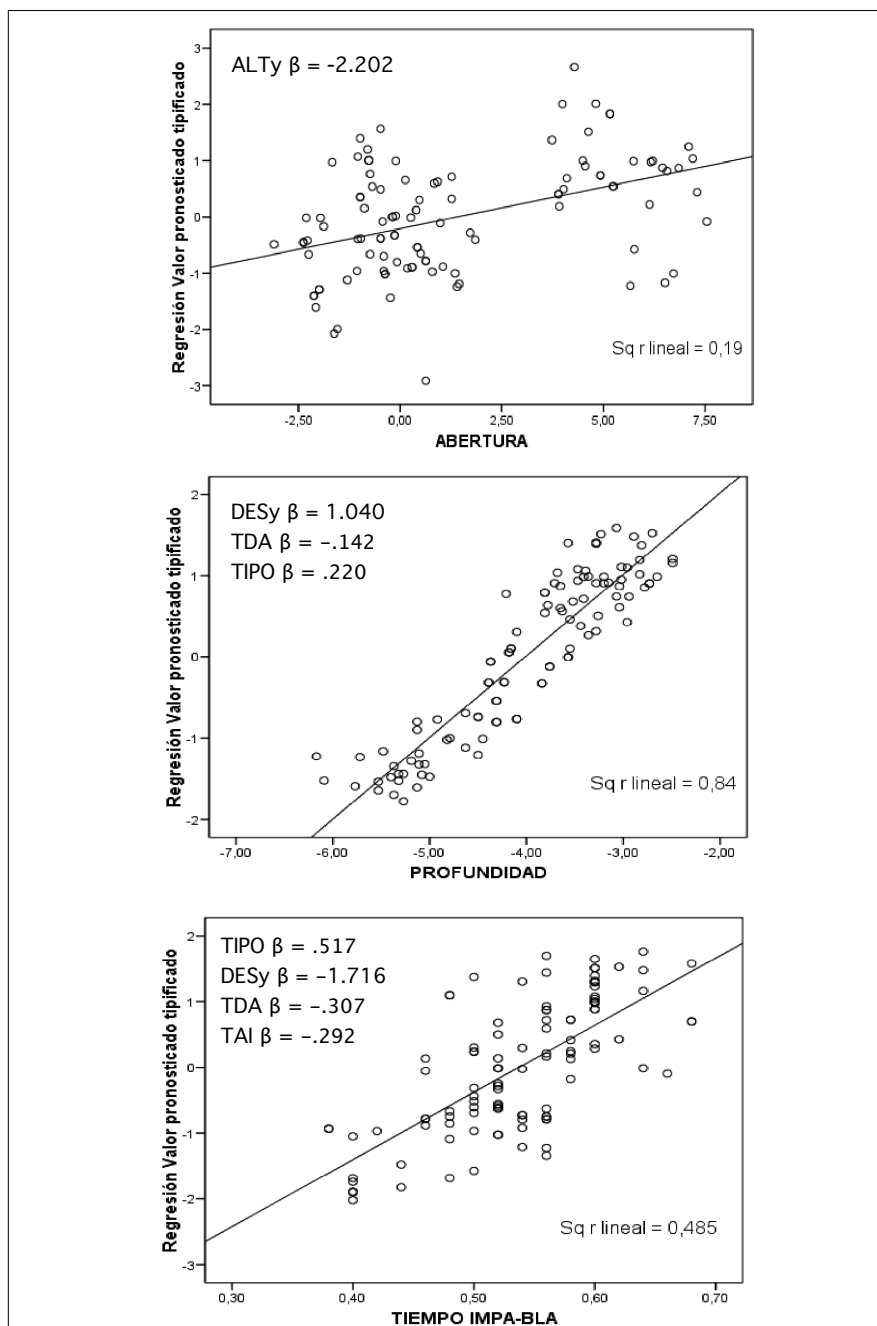 ALTy β = -2.202
Regresión Valor pronosticado tipificado
3
2
1
0
-1
-2
-3
Sq r lineal = 0,19
-2,50 0,00 2,50 5,00 7,50
ABERTURA
DESy β = 1.040
TDA β = –.142
TIPO β = .220
Regresión Valor pronosticado tipificado
2
1
0
-1
-2
Sq r lineal = 0,84
-7,00 -6,00 -5,00 -4,00 -3,00 -2,00
PROFUNDIDAD
TIPO β = .517
DESy β = –1.716
TDA β = –.307
TAI β = –.292
Regresión Valor pronosticado tipificado
2
1
0
-1
-2
-3
Sq r lineal = 0,485
0,30 0,40 0,50 0,60 0,70
TIEMPO IMPA-BLA